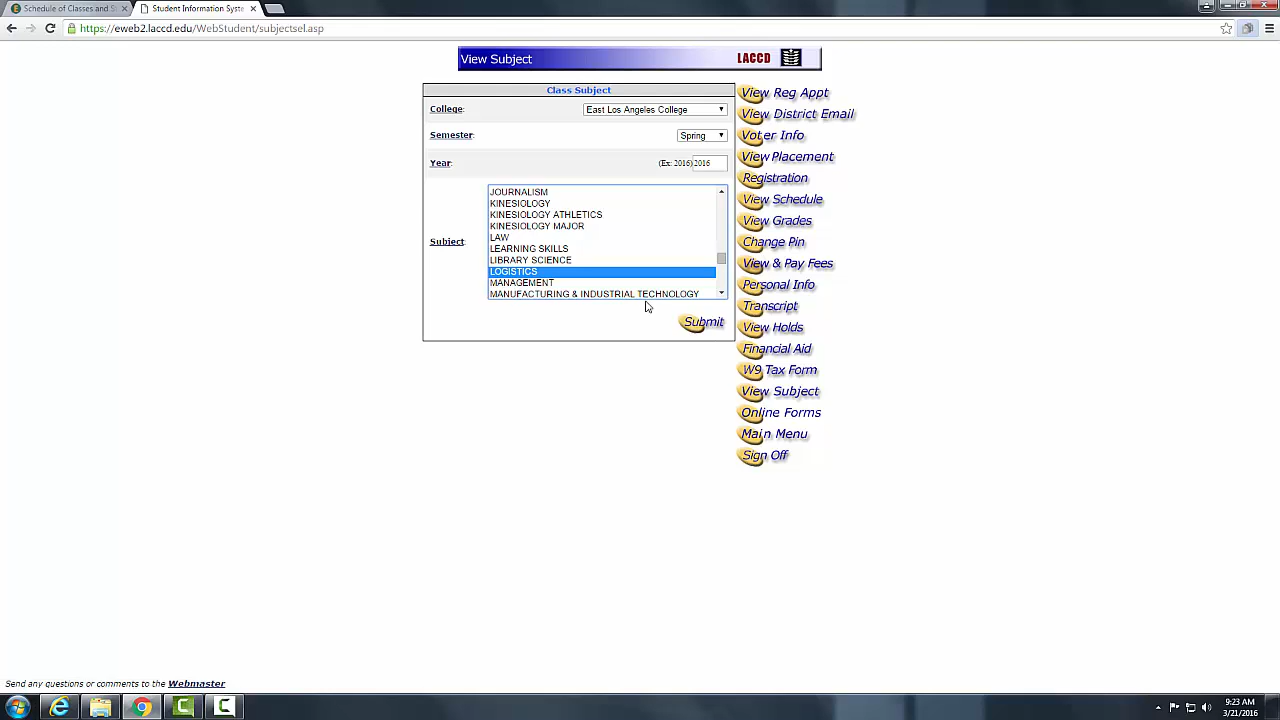 Schedule of Classes and S
Student Information Syste
https://eweb2.laccd.edu/WebStudent/subjectsel.asp
View Subject
LACCD
Class Subject
College:
East Los Angeles College
Semester:
Spring
Year:
(Ex: 2016)
2016
Subject:
JOURNALISM
KINESIOLOGY
KINESIOLOGY ATHLETICS
KINESIOLOGY MAJOR
LAW
LEARNING SKILLS
LIBRARY SCIENCE
LOGISTICS
MANAGEMENT
MANUFACTURING & INDUSTRIAL TECHNOLOGY
Submit
View Reg Appt
View District Email
Voter Info
View Placement
Registration
View Schedule
View Grades
Change Pin
View & Pay Fees
Personal Info
Transcript
View Holds
Financial Aid
W9 Tax Form
View Subject
Online Forms
Main Menu
Sign Off
Send any questions or comments to the Webmaster
9:23 AM
3/21/2016